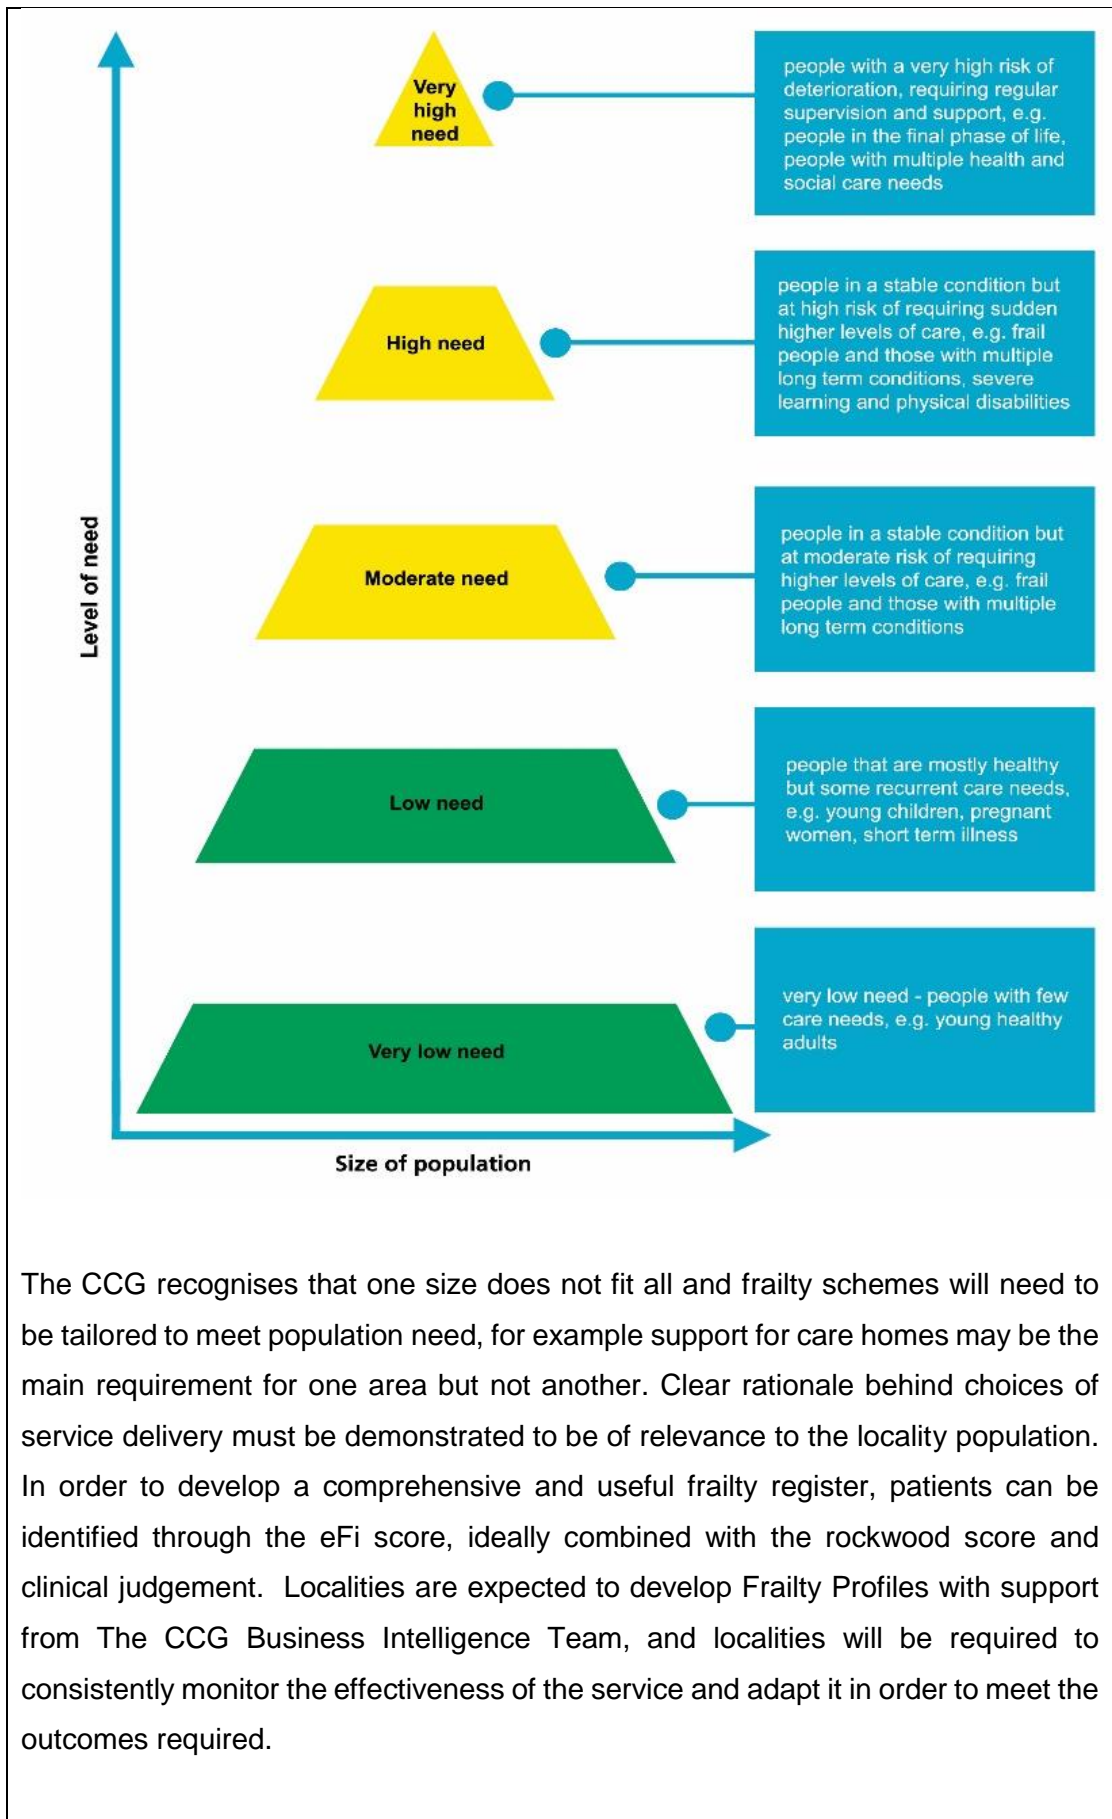 Very
high
need
people with a very high risk of
deterioration, requiring regular
supervision and support, e.g.
people in the final phase of life,
people with multiple health and
social care needs
High need
people in a stable condition but
at high risk of requiring sudden
higher levels of care, e.g. frail
people and those with multiple
long term conditions, severe
learning and physical disabilities
Level of need
Moderate need
people in a stable condition but
at moderate risk of requiring
higher levels of care, e.g. frail
people and those with multiple
long term conditions
Low need
people that are mostly healthy
but some recurrent care needs,
e.g. young children, pregnant
women, short term illness
Very low need
very low need - people with few
care needs, e.g. young healthy
adults
Size of population
The CCG recognises that one size does not fit all and frailty schemes will need to
be tailored to meet population need, for example support for care homes may be the
main requirement for one area but not another. Clear rationale behind choices of
service delivery must be demonstrated to be of relevance to the locality population.
In order to develop a comprehensive and useful frailty register, patients can be
identified through the eFi score, ideally combined with the rockwood score and
clinical judgement. Localities are expected to develop Frailty Profiles with support
from The CCG Business Intelligence Team, and localities will be required to
consistently monitor the effectiveness of the service and adapt it in order to meet the
outcomes required.